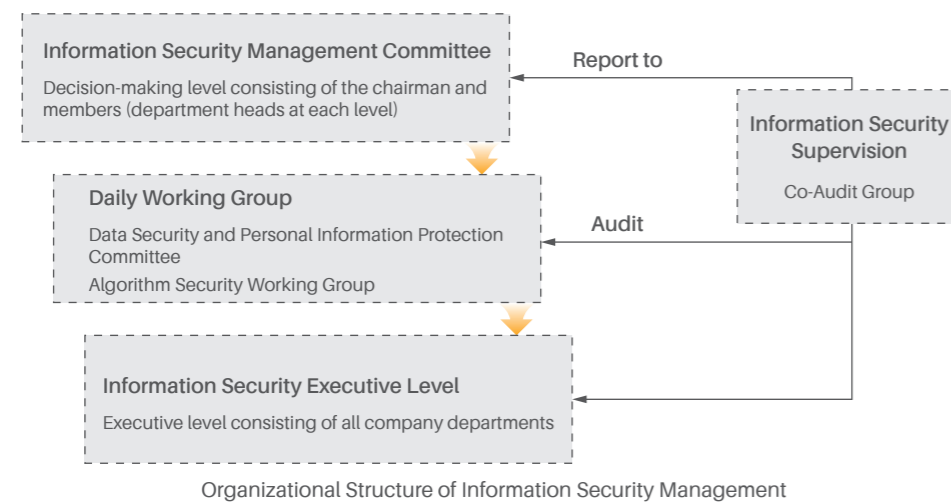 Information Security Management Committee
Decision-making level consisting of the chairman and
members (department heads at each level)
Report to
Information Security
Supervision
Co-Audit Group
Daily Working Group
Data Security and Personal Information Protection
Committee
Algorithm Security Working Group
Audit
Information Security Executive Level
Executive level consisting of all company departments
Organizational Structure of Information Security Management